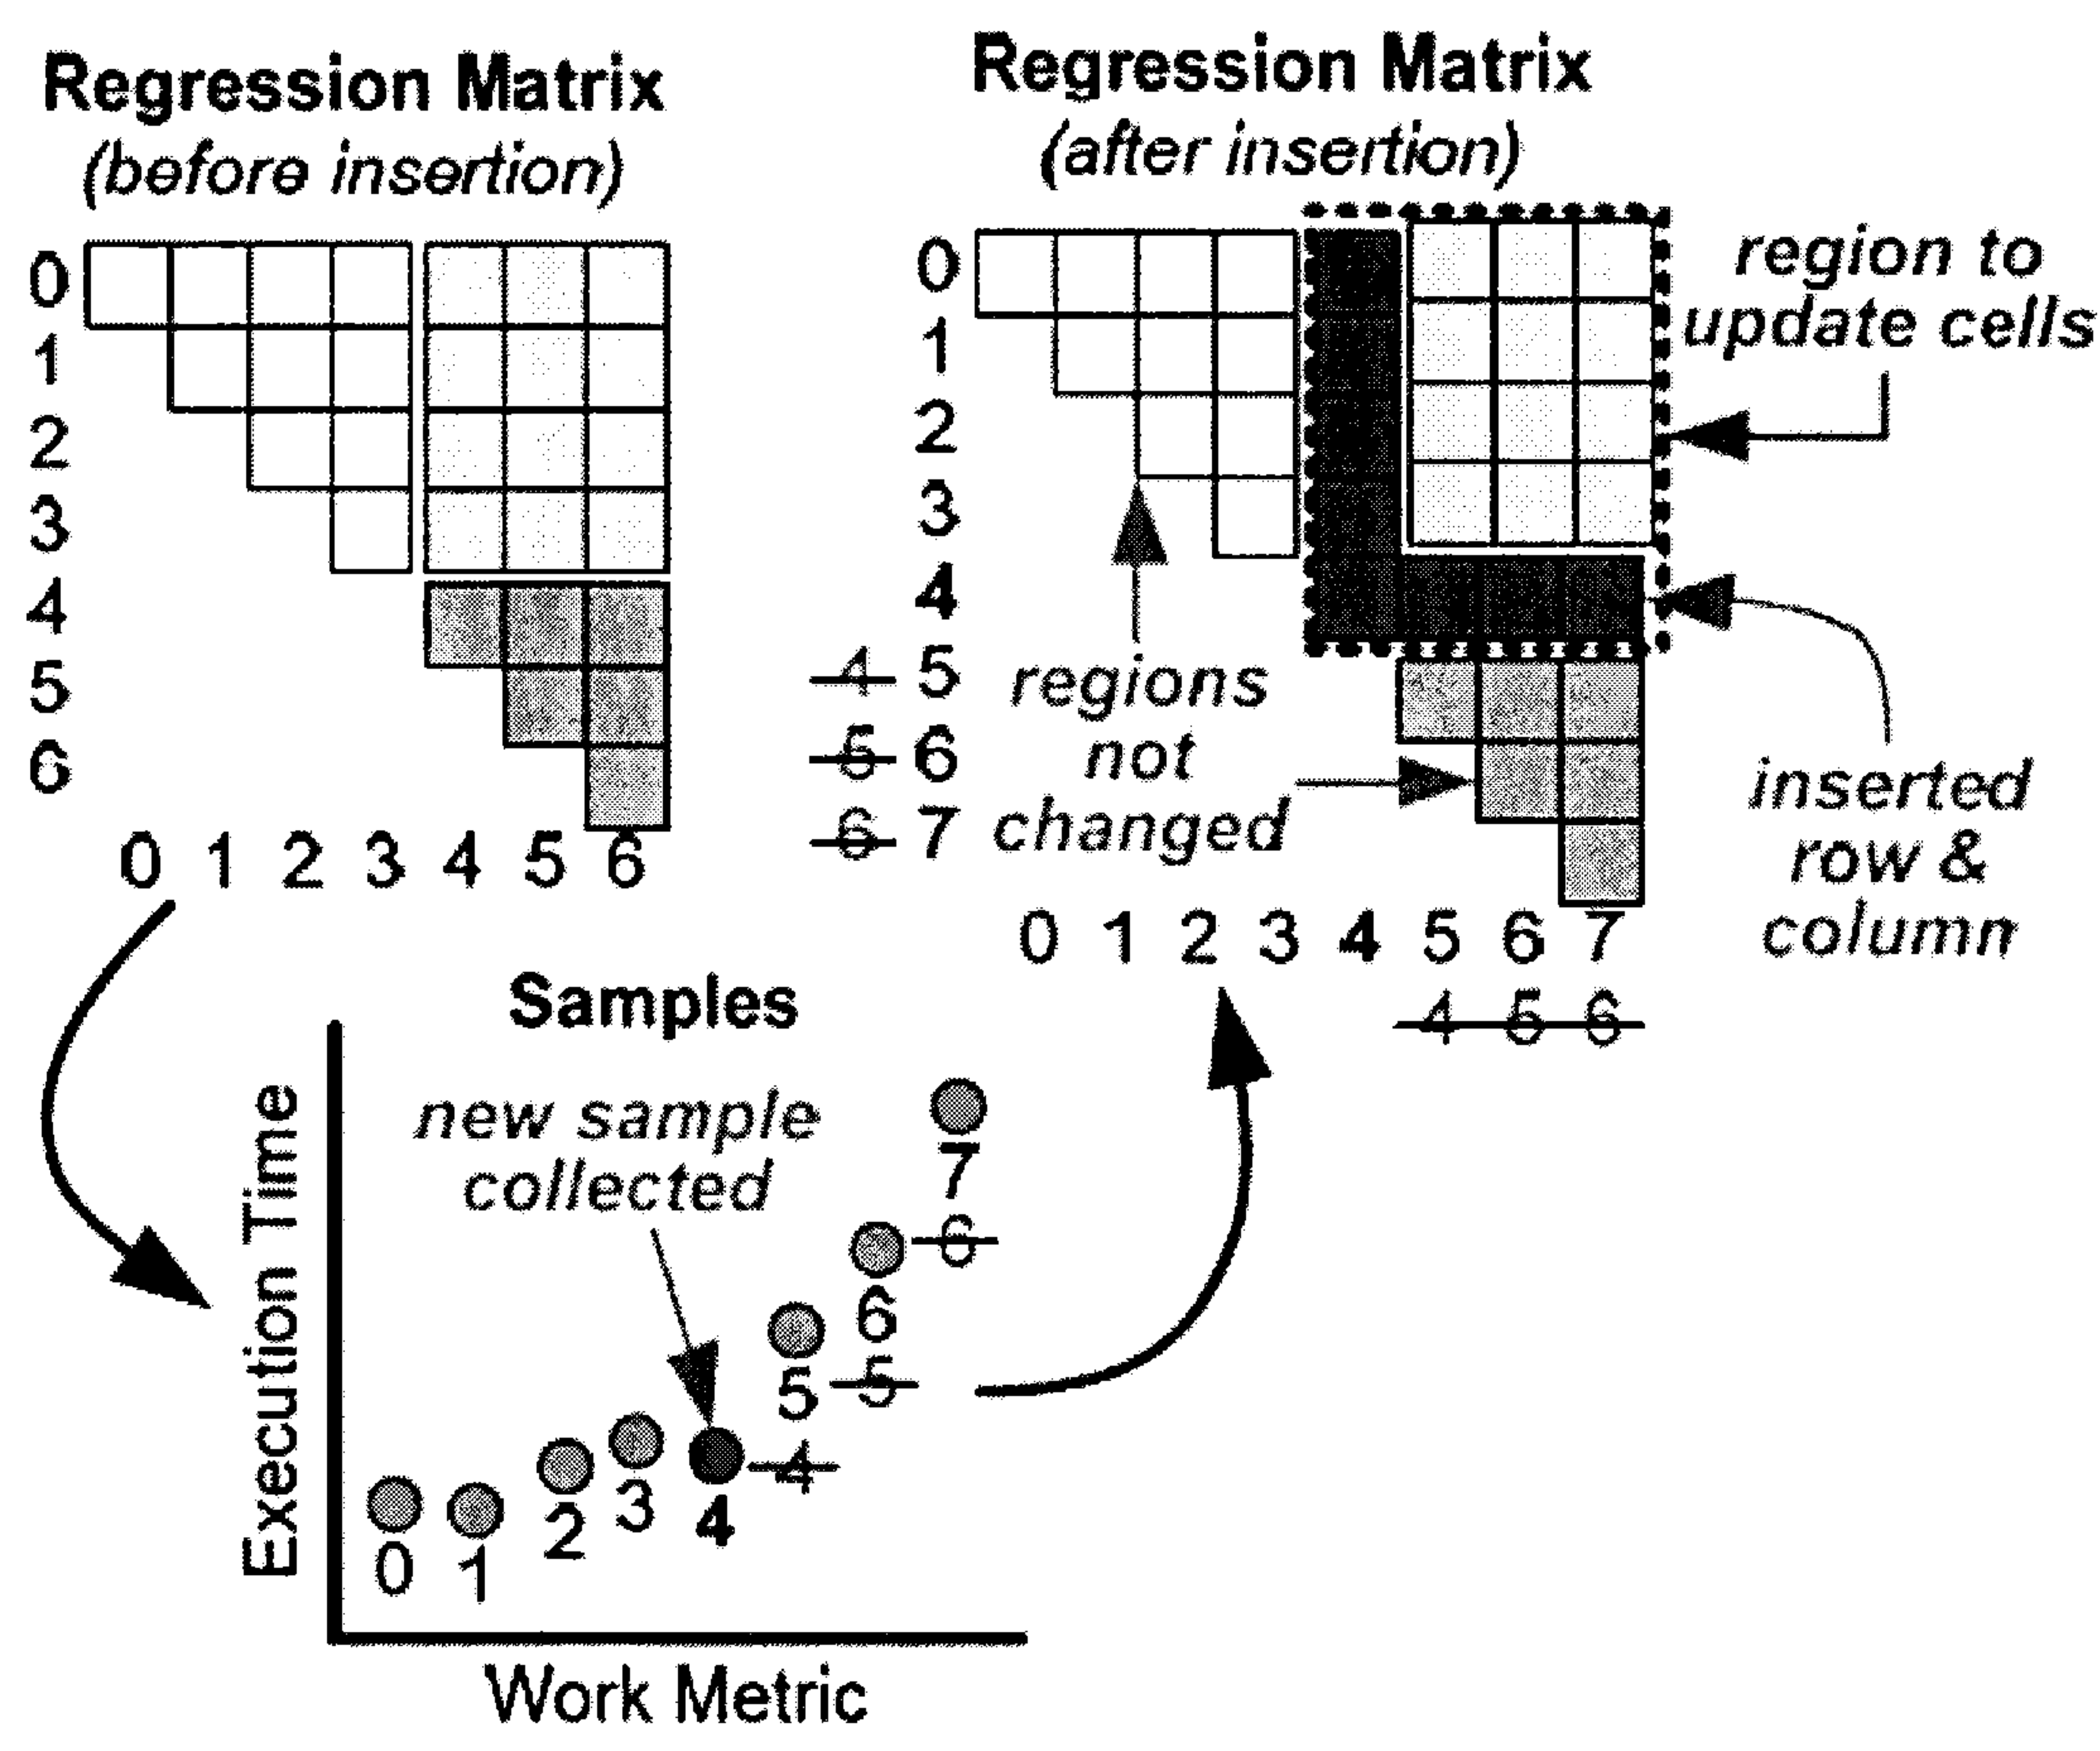 Regression Matrix
(before insertion)
0
1
2
3
4
5
6
0 1 2 3 4 5 6
Regression Matrix
(after insertion)
0
1
2
3
4
4 5
5 6
6 7
0 1 2 3 4 5 6 7
4 5 6
region to
update cells
regions
not
changed
inserted
row &
column
Samples
new sample
collected
Execution Time
7
6
6
5
5
4
0
1
2
3
4
Work Metric